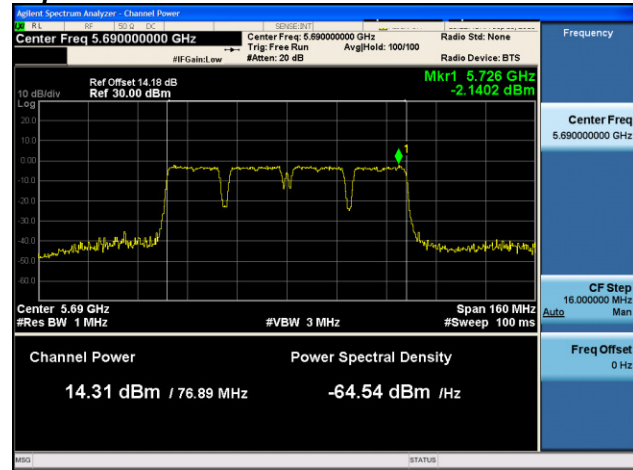 Agilent Spectrum Analyzer - Channel Power
RL RF 50 Ω DC SENSE:INT
Center Freq 5.690000000 GHz
Center Freq: 5.690000000 GHz
Radio Std: None
Trig: Free Run Avg|Hold: 100/100
#IFGain:Low #Atten: 20 dB Radio Device: BTS
Frequency
Mkr1 5.726 GHz
-2.1402 dBm
Ref Offset 14.18 dB
10 dB/div Ref 30.00 dBm
Log
20.0
10.0
0.00
-10.0
-20.0
-30.0
-40.0
-50.0
-60.0
1
Center 5.69 GHz Span 160 MHz
#Res BW 1 MHz #VBW 3 MHz #Sweep 100 ms
Channel Power Power Spectral Density
14.31 dBm / 76.89 MHz -64.54 dBm /Hz
Center Freq
5.690000000 GHz
CF Step
16.000000 MHz
Auto Man
Freq Offset
0 Hz
MSG STATUS